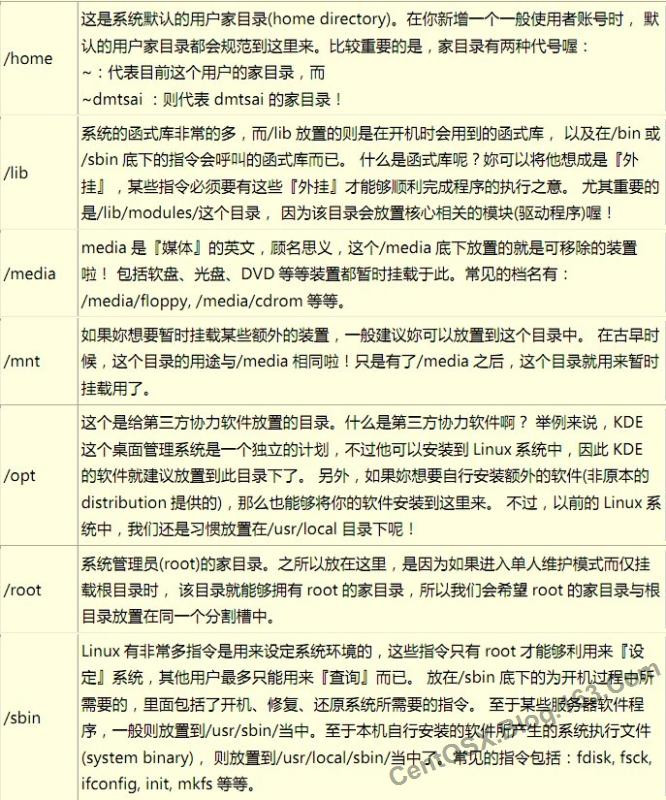 这是系统默认的用户家目录(home directory)。在你新增一个一般使用者账号时， 默
认的用户家目录都会规范到这里来。比较重要的是，家目录有两种代号喔：
/home
~：代表目前这个用户的家目录，而
~dmtsai ：则代表 dmtsai 的家目录！
系统的函式库非常的多，而/lib 放置的则是在开机时会用到的函式库， 以及在/bin 或
/sbin 底下的指令会呼叫的函式库而已。 什么是函式库呢？妳可以将他想成是『外
/lib
挂』，某些指令必须要有这些『外挂』才能够顺利完成程序的执行之意。 尤其重要的
是/lib/modules/这个目录， 因为该目录会放置核心相关的模块(驱动程序)喔！
media 是『媒体』的英文，顾名思义，这个/media 底下放置的就是可移除的装置
/media
啦！ 包括软盘、光盘、DVD 等等装置都暂时挂载于此。常见的档名有：
/media/floppy, /media/cdrom 等等。
如果妳想要暂时挂载某些额外的装置，一般建议妳可以放置到这个目录中。 在古早时
/mnt
候，这个目录的用途与/media 相同啦！只是有了/media 之后，这个目录就用来暂时
挂载用了。
这个是给第三方协力软件放置的目录。什么是第三方协力软件啊？ 举例来说，KDE
这个桌面管理系统是一个独立的计划，不过他可以安装到 Linux 系统中，因此 KDE
/opt
的软件就建议放置到此目录下了。 另外，如果妳想要自行安装额外的软件(非原本的
distribution 提供的)，那么也能够将你的软件安装到这里来。 不过，以前的 Linux 系
统中，我们还是习惯放置在/usr/local 目录下呢！
系统管理员(root)的家目录。之所以放在这里，是因为如果进入单人维护模式而仅挂
/root
载根目录时， 该目录就能够拥有 root 的家目录，所以我们会希望 root 的家目录与根
目录放置在同一个分割槽中。
Linux 有非常多指令是用来设定系统环境的，这些指令只有 root 才能够利用来『设
定』系统，其他用户最多只能用来『查询』而已。 放在/sbin 底下的为开机过程中所
需要的，里面包括了开机、修复、还原系统所需要的指令。 至于某些服务器软件程
/sbin
序，一般则放置到/usr/sbin/当中。至于本机自行安装的软件所产生的系统执行文件
(system binary)， 则放置到/usr/local/sbin/当中了。常见的指令包括：fdisk, fsck,
ifconfig, init, mkfs 等等。
CentOSX.Blog.163.Com